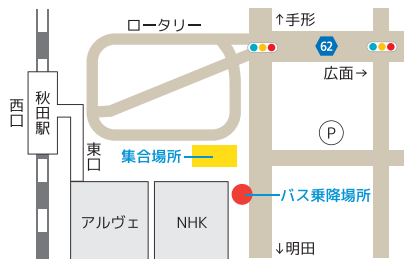 ロータリー
↑手形
62
広面→
西口
秋田駅
P
東口
集合場所
バス乗降場所
アルヴェ
NHK
↓明田